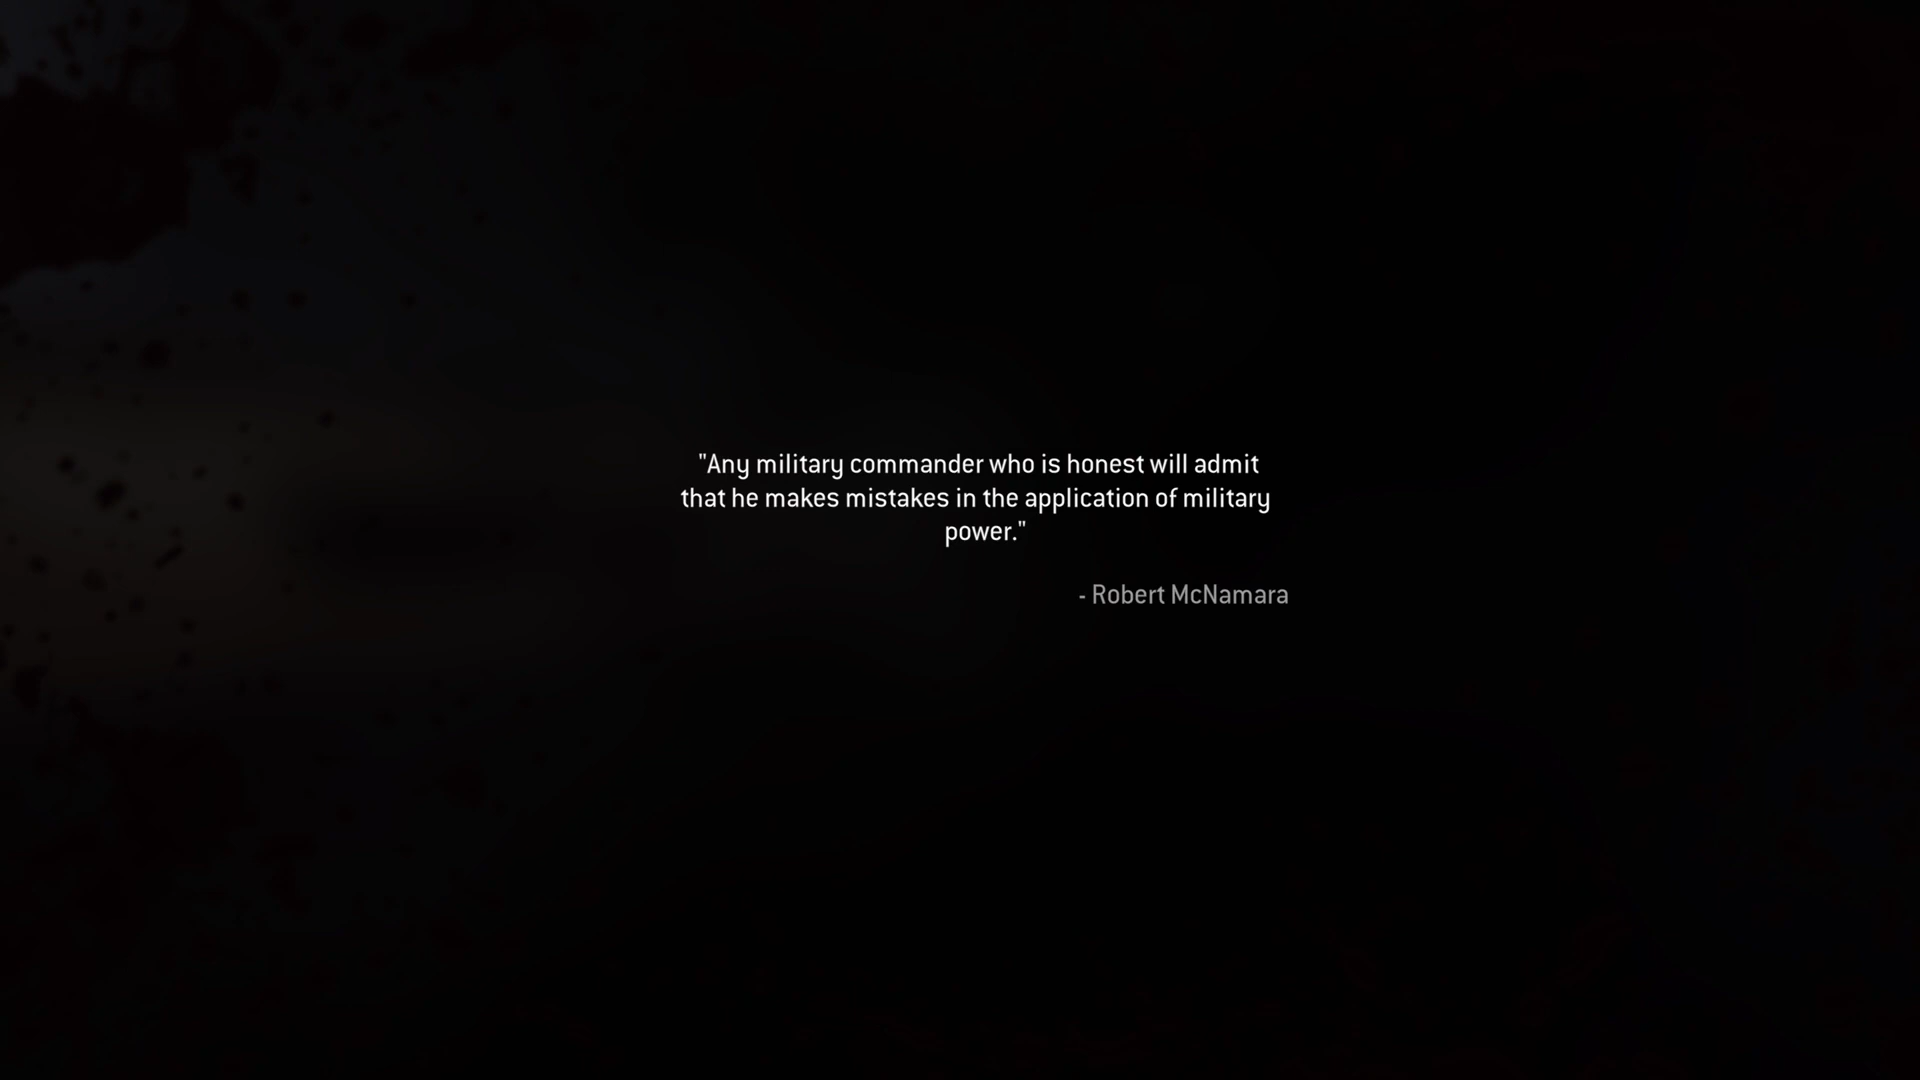 "Any military commander who is honest will admit
that he makes mistakes in the application of military
power."
- Robert McNamara